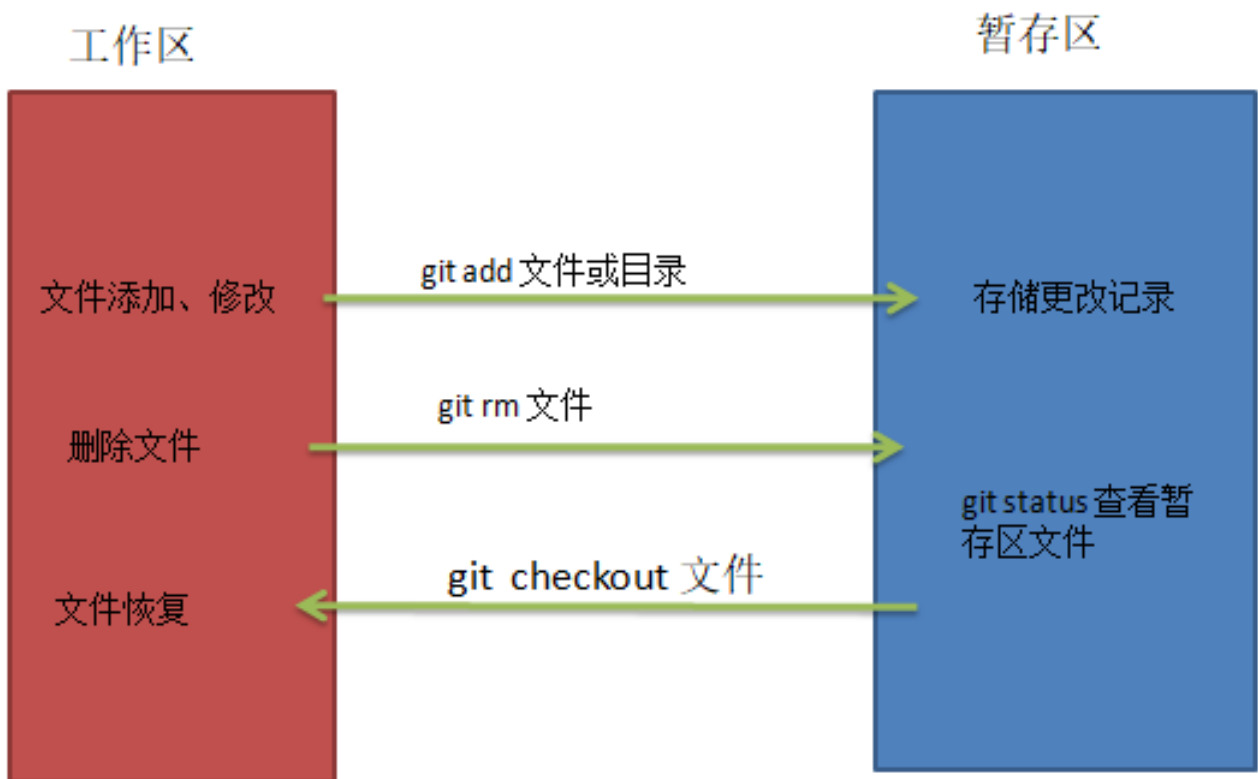 工作区
暂存区
git add 文件或目录
文件添加、修改
存储更改记录
git rm 文件
删除文件
git status 查看暂
存区文件
git checkout 文件
文件恢复